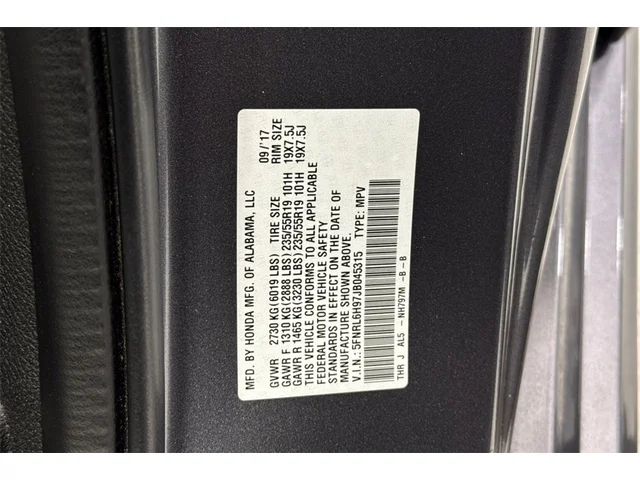 MFD. BY HONDA MFG. OF ALABAMA, LLC 09/'17
GVWR 2730 KG (6019 LBS) TIRE SIZE RIM SIZE
GAWR F 1310 KG (2888 LBS) 235/55R19 101H 19X7.5J
GAWR R 1465 KG (3230 LBS) 235/55R19 101H 19X7.5J
THIS VEHICLE CONFORMS TO ALL APPLICABLE
FEDERAL MOTOR VEHICLE SAFETY
STANDARDS IN EFFECT ON THE DATE OF
MANUFACTURE SHOWN ABOVE.
V.I.N.: 5FNRL6H97JB045315 TYPE: MPV
THR J AL5 -NH797M -B-B